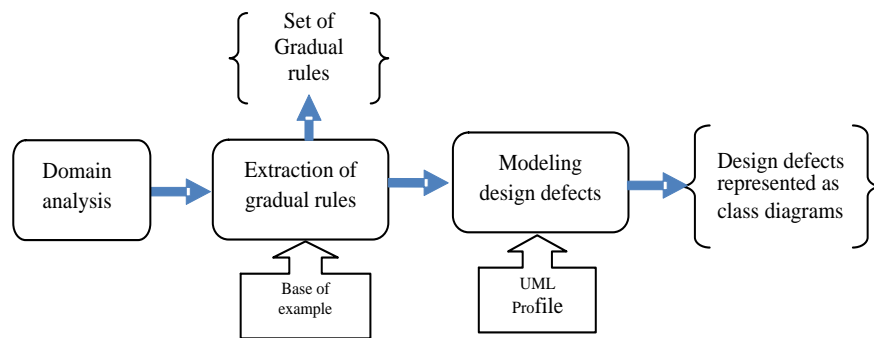 Set of
Gradual
rules
Domain
analysis
Extraction of
gradual rules
Modeling
design defects
Design defects
represented as
class diagrams
Base of
example
UML
Profile